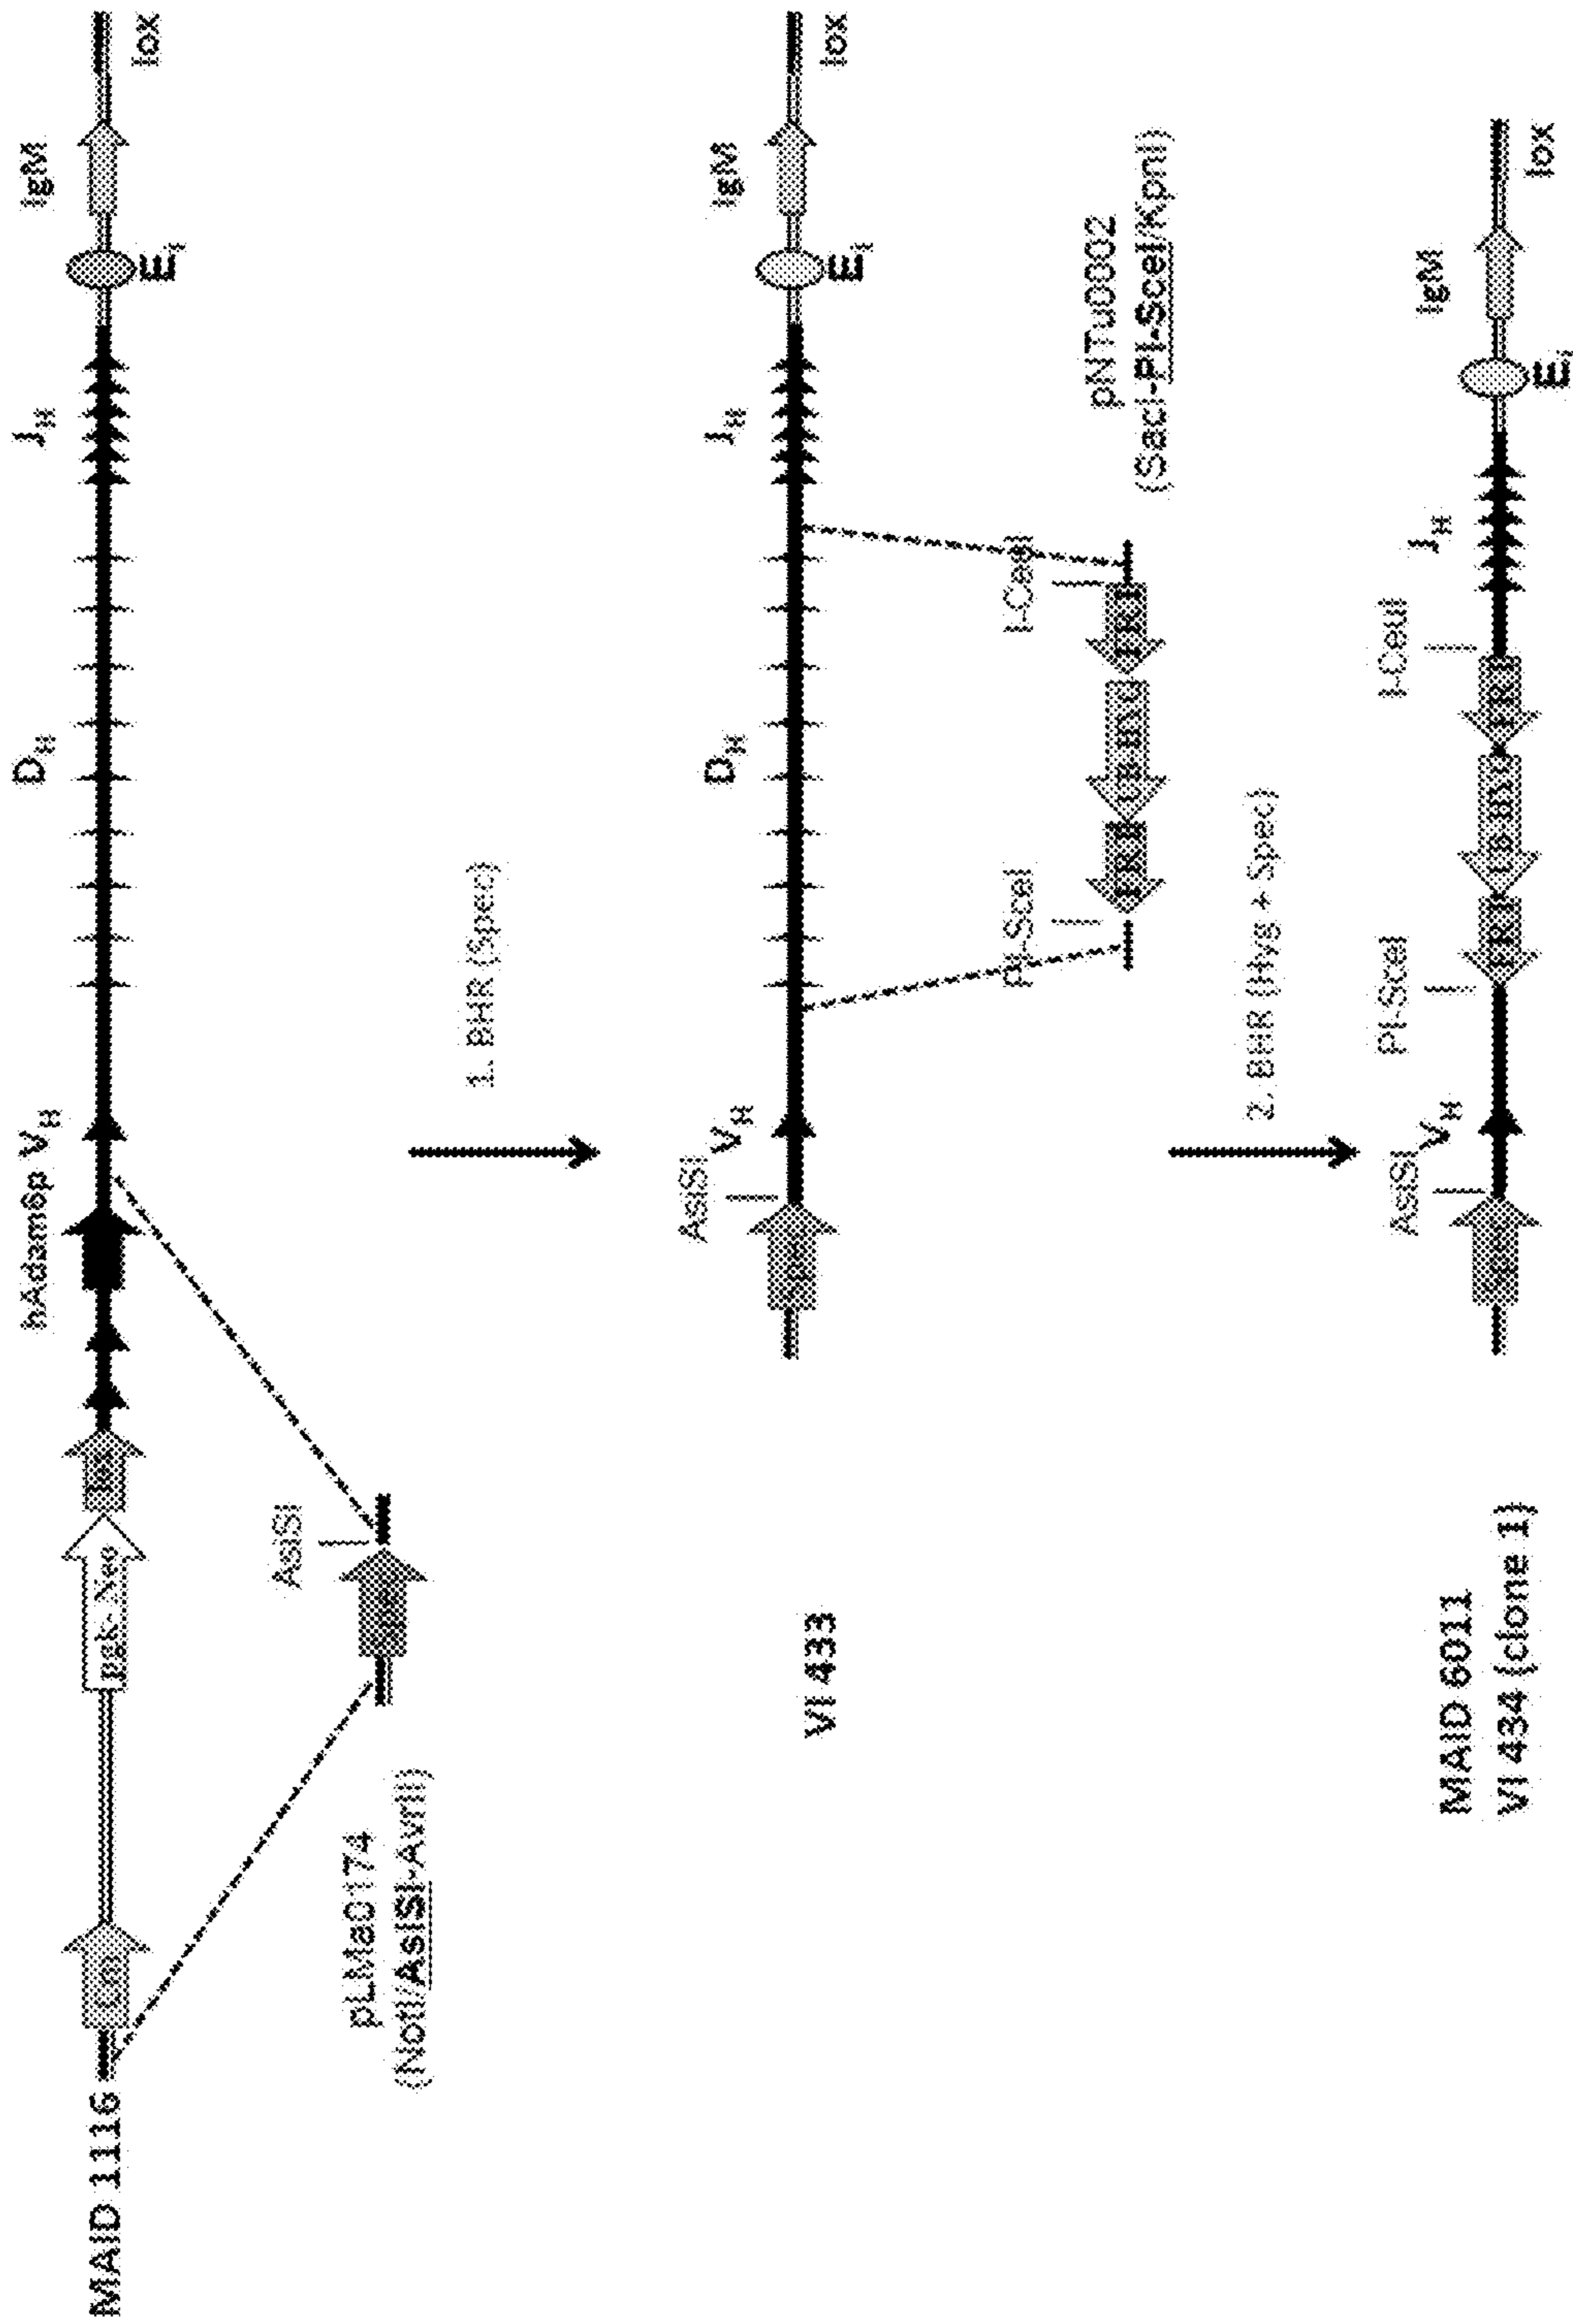 MAID 1116
pgk-Neo
hAdam6p
V_H
D_H
J_H
E_i
IgM
lox
pLMa0174
(NotI/AsiSI-AvrII)
AsiSI
1. BHR (Spec)
VI 433
AsiSI
V_H
D_H
J_H
E_i
IgM
lox
PI-SceI
I-CeuI
pNTu0002
(SacI-PI-SceI/KpnI)
2. BHR (Hyg + Spec)
MAID 6011
VI 434 (clone 1)
AsiSI
V_H
PI-SceI
I-CeuI
J_H
E_i
IgM
lox